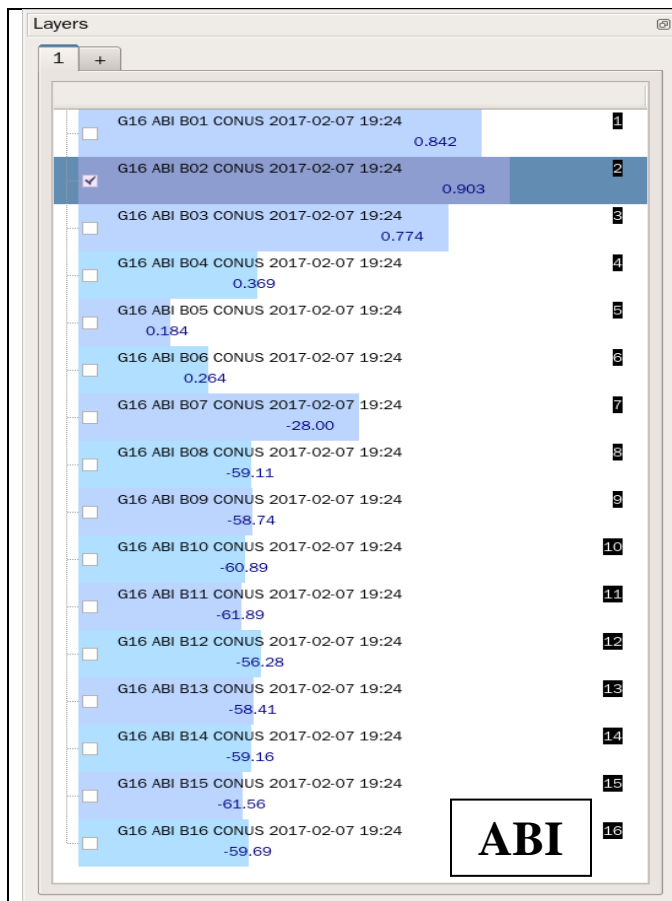 Layers
1 +
G16 ABI B01 CONUS 2017-02-07 19:24 1
0.842
G16 ABI B02 CONUS 2017-02-07 19:24 2
0.903
G16 ABI B03 CONUS 2017-02-07 19:24 3
0.774
G16 ABI B04 CONUS 2017-02-07 19:24 4
0.369
G16 ABI B05 CONUS 2017-02-07 19:24 5
0.184
G16 ABI B06 CONUS 2017-02-07 19:24 6
0.264
G16 ABI B07 CONUS 2017-02-07 19:24 7
-28.00
G16 ABI B08 CONUS 2017-02-07 19:24 8
-59.11
G16 ABI B09 CONUS 2017-02-07 19:24 9
-58.74
G16 ABI B10 CONUS 2017-02-07 19:24 10
-60.89
G16 ABI B11 CONUS 2017-02-07 19:24 11
-61.89
G16 ABI B12 CONUS 2017-02-07 19:24 12
-56.28
G16 ABI B13 CONUS 2017-02-07 19:24 13
-58.41
G16 ABI B14 CONUS 2017-02-07 19:24 14
-59.16
G16 ABI B15 CONUS 2017-02-07 19:24 15
-61.56
G16 ABI B16 CONUS 2017-02-07 19:24 16
-59.69
ABI